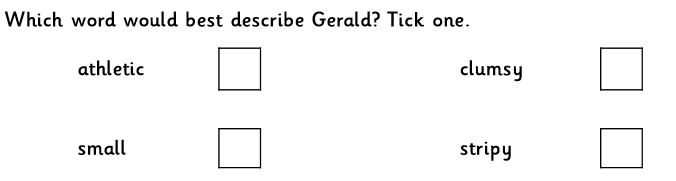 Which word would best describe Gerald? Tick one.
athletic clumsy
small stripy